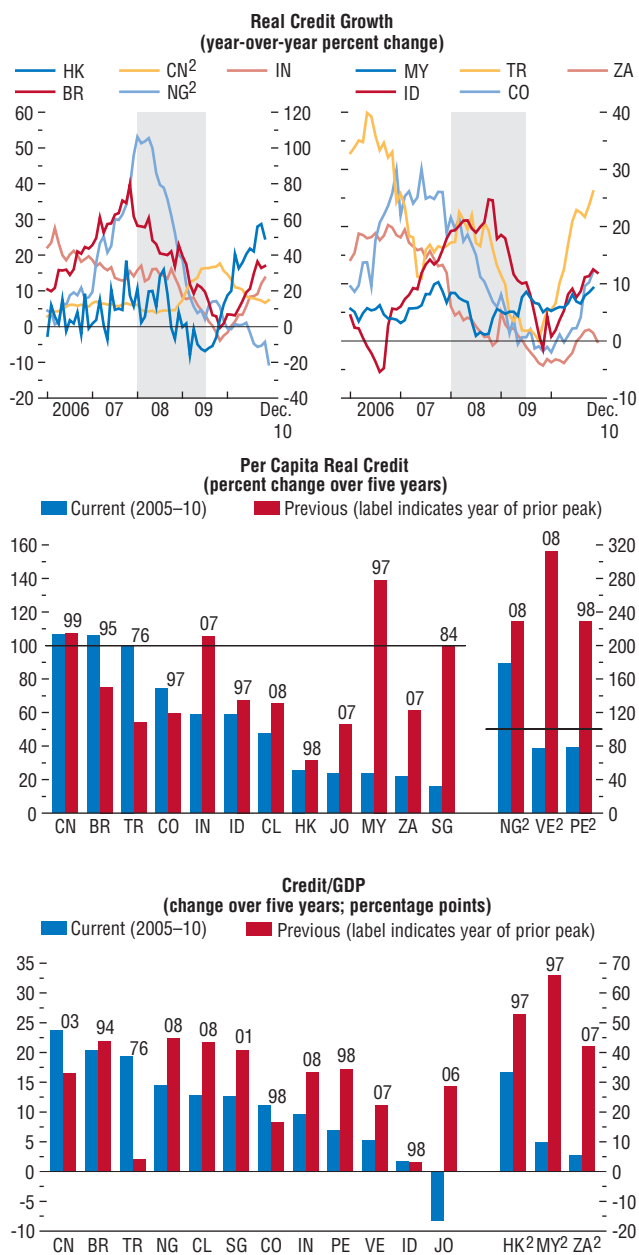 Real Credit Growth
(year-over-year percent change)
HK CN2 IN MY TR ZA
BR NG2 ID CO
60 120 40
50 100
40 80 30
30 60
20 40 20
10 20 10
0 0 0
-10 -20
-20 -40 -10
2006 07 08 09 Dec. 10 2006 07 08 09 Dec. 10
Per Capita Real Credit
(percent change over five years)
Current (2005–10) Previous (label indicates year of prior peak)
160 320
140 280
120 240
100 200
80 160
60 120
40 80
20 40
0 0
99 95 76 97 07 97 08 98 07 97 07 84 08 08 98
CN BR TR CO IN ID CL HK JO MY ZA SG NG2 VE2 PE2
Credit/GDP
(change over five years; percentage points)
Current (2005–10) Previous (label indicates year of prior peak)
35 70
30 60
25 50
20 40
15 30
10 20
5 10
0 0
-5 -10
-10 -20
03 94 76 08 08 01 98 08 98 07 98 06 97 97 07
CN BR TR NG CL SG CO IN PE VE ID JO HK2 MY2 ZA2